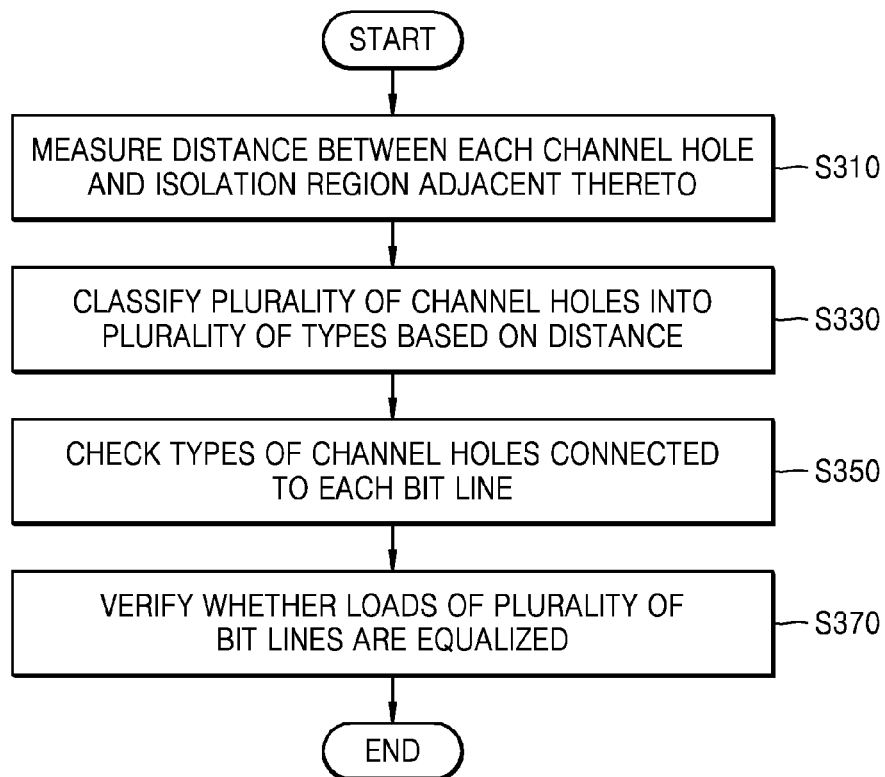 START
MEASURE DISTANCE BETWEEN EACH CHANNEL HOLE
AND ISOLATION REGION ADJACENT THERETO
S310
CLASSIFY PLURALITY OF CHANNEL HOLES INTO
PLURALITY OF TYPES BASED ON DISTANCE
S330
CHECK TYPES OF CHANNEL HOLES CONNECTED
TO EACH BIT LINE
S350
VERIFY WHETHER LOADS OF PLURALITY OF
BIT LINES ARE EQUALIZED
S370
END